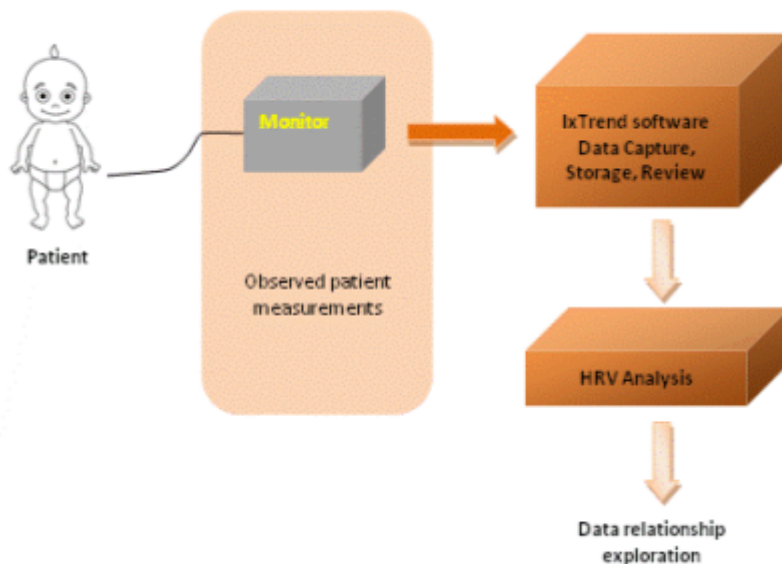 Monitor
IxTrend software
Data Capture,
Storage, Review
Patient
Observed patient
measurements
HRV Analysis
Data relationship
exploration